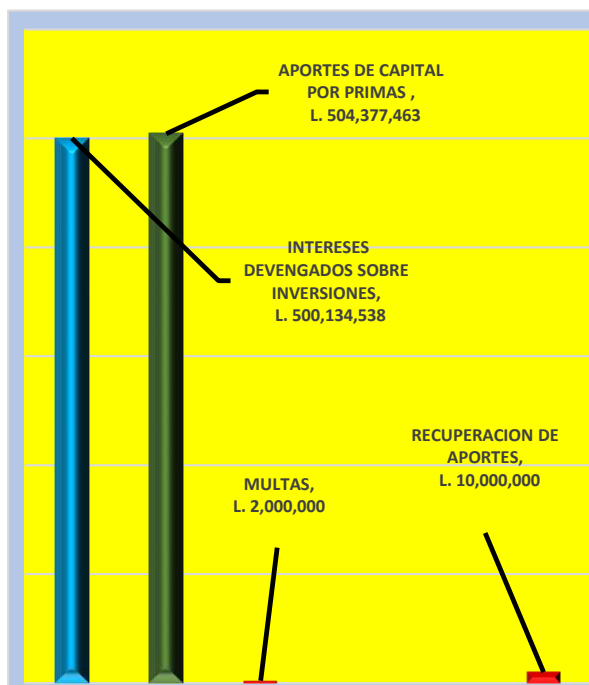 APORTES DE CAPITAL
POR PRIMAS ,
L. 504,377,463
INTERESES
DEVENGADOS SOBRE
INVERSIONES,
L. 500,134,538
RECUPERACION DE
APORTES,
L. 10,000,000
MULTAS,
L. 2,000,000